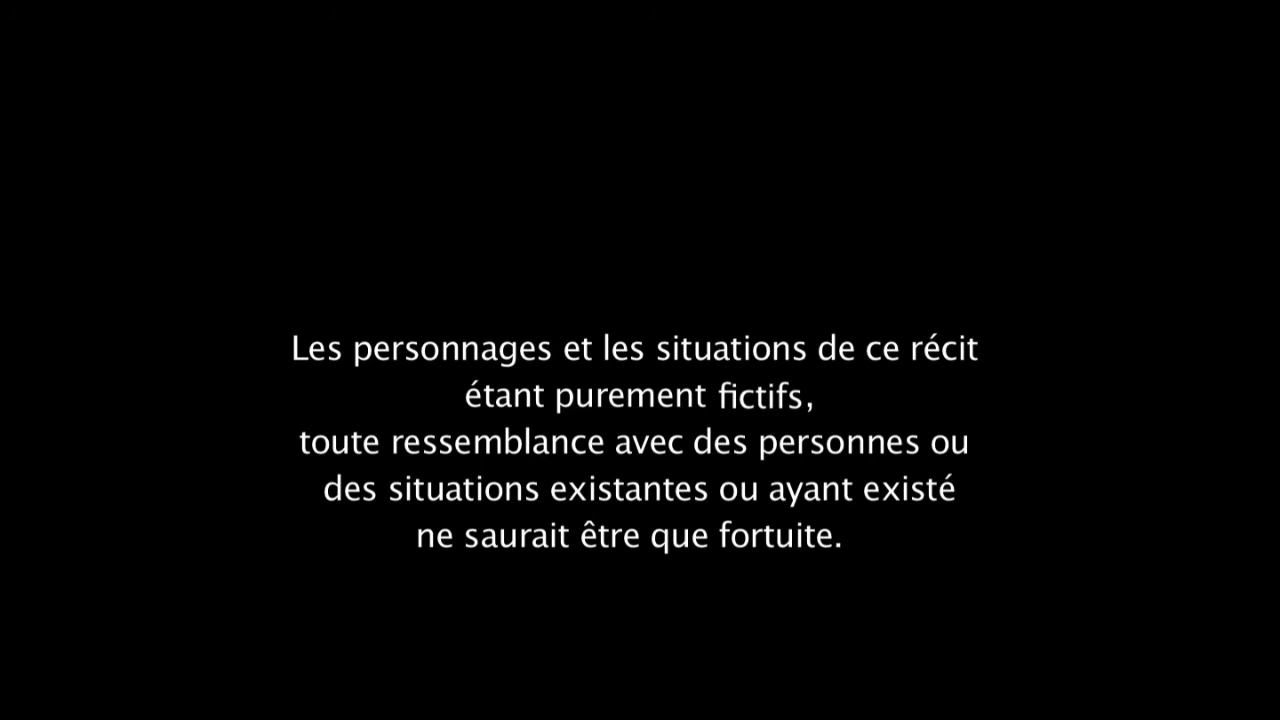 Les personnages et les situations de ce récit
étant purement fictifs,
toute ressemblance avec des personnes ou
des situations existantes ou ayant existé
ne saurait être que fortuite.